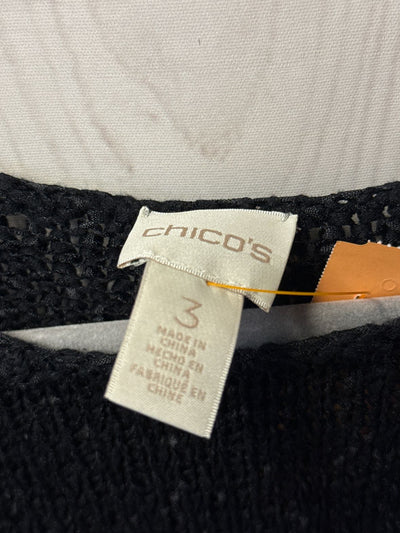 CHICO'S
3
MADE IN
CHINA
HECHO EN
CHINA
FABRIQUÉ EN
CHINE